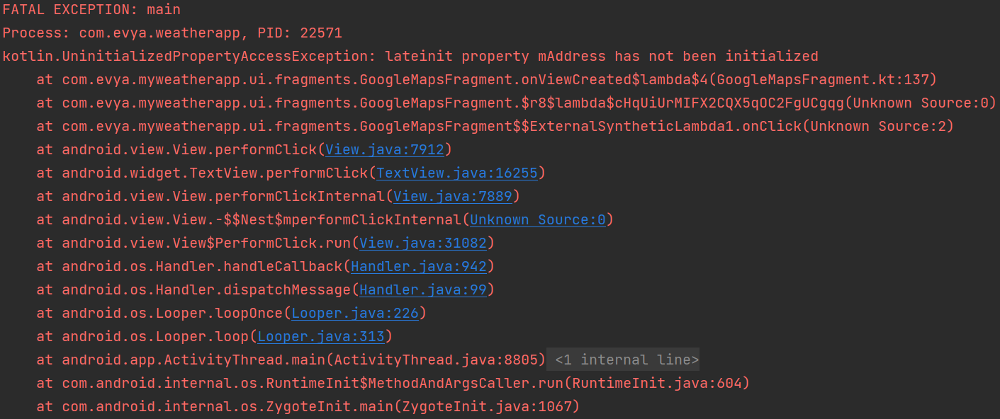 FATAL EXCEPTION: main
Process: com.evya.weatherapp, PID: 22571
kotlin.UninitializedPropertyAccessException: lateinit property mAddress has not been initialized
    at com.evya.myweatherapp.ui.fragments.GoogleMapsFragment.onViewCreated$lambda$4(GoogleMapsFragment.kt:137)
    at com.evya.myweatherapp.ui.fragments.GoogleMapsFragment.$r8$lambda$cHqUiUrMIFX2CQX5qOC2FgUCgqg(Unknown Source:0)
    at com.evya.myweatherapp.ui.fragments.GoogleMapsFragment$$ExternalSyntheticLambda1.onClick(Unknown Source:2)
    at android.view.View.performClick(View.java:7912)
    at android.widget.TextView.performClick(TextView.java:16255)
    at android.view.View.performClickInternal(View.java:7889)
    at android.view.View.-$$Nest$mperformClickInternal(Unknown Source:0)
    at android.view.View$PerformClick.run(View.java:31082)
    at android.os.Handler.handleCallback(Handler.java:942)
    at android.os.Handler.dispatchMessage(Handler.java:99)
    at android.os.Looper.loopOnce(Looper.java:226)
    at android.os.Looper.loop(Looper.java:313)
    at android.app.ActivityThread.main(ActivityThread.java:8805) <1 internal line>
    at com.android.internal.os.RuntimeInit$MethodAndArgsCaller.run(RuntimeInit.java:604)
    at com.android.internal.os.ZygoteInit.main(ZygoteInit.java:1067)